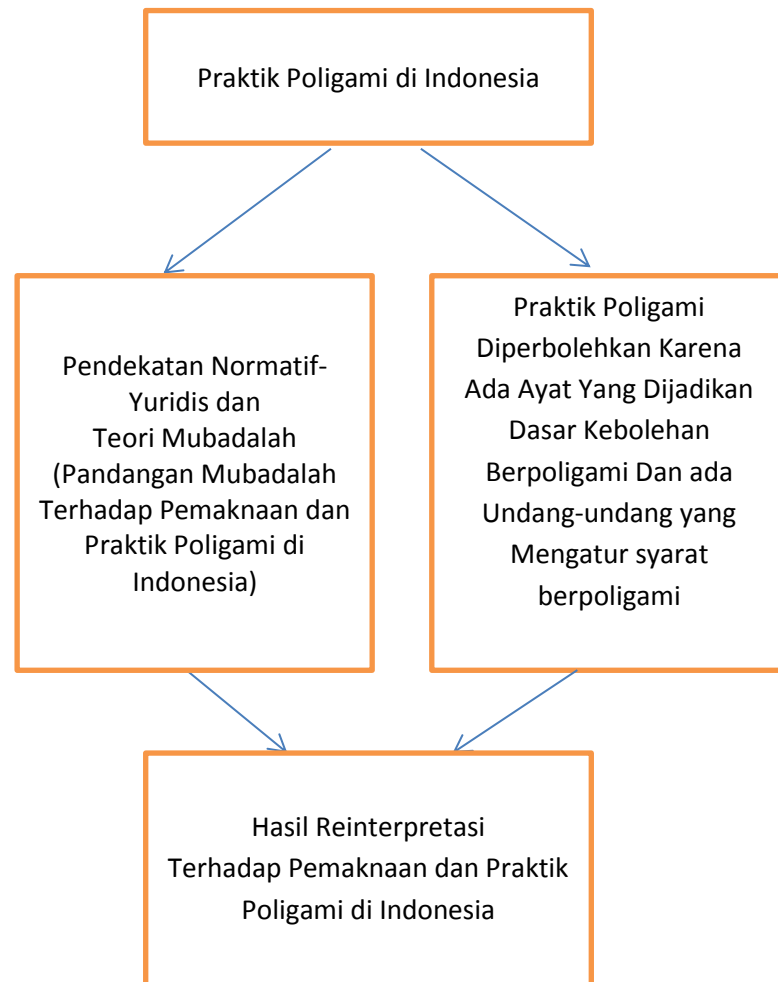 Praktik Poligami di Indonesia
Pendekatan Normatif-
Yuridis dan
Teori Mubadalah
(Pandangan Mubadalah
Terhadap Pemaknaan dan
Praktik Poligami di
Indonesia)
Praktik Poligami
Diperbolehkan Karena
Ada Ayat Yang Dijadikan
Dasar Kebolehan
Berpoligami Dan ada
Undang-undang yang
Mengatur syarat
berpoligami
Hasil Reinterpretasi
Terhadap Pemaknaan dan Praktik
Poligami di Indonesia